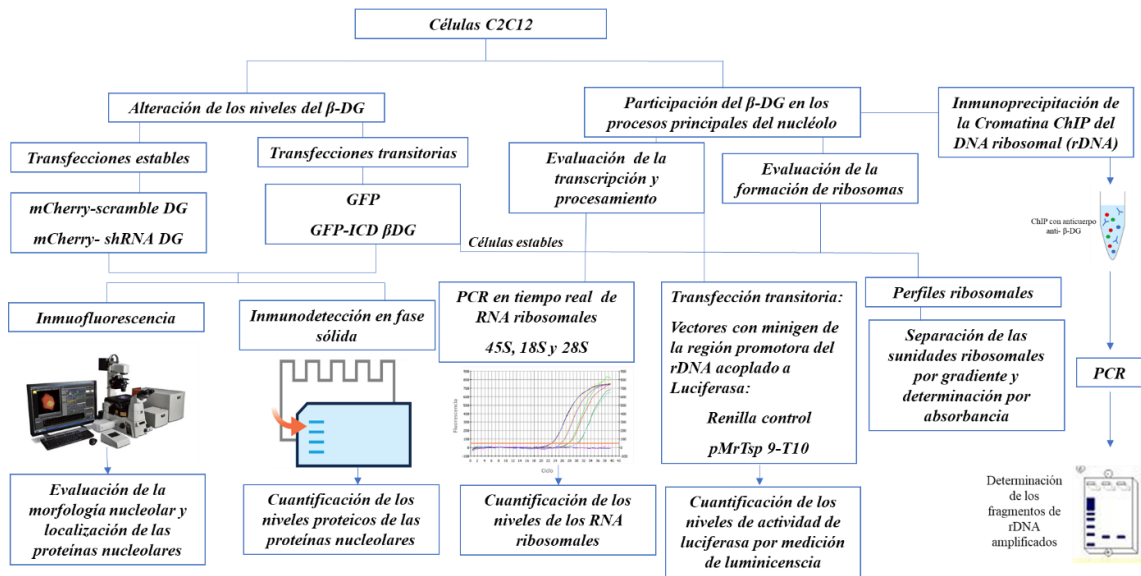 Células C2C12
Alteración de los niveles del β-DG
Participación del β-DG en los
procesos principales del nucléolo
Inmunoprecipitación de
la Cromatina ChIP del
DNA ribosomal (rDNA)
Transfecciones estables
Transfecciones transitorias
Evaluación de la
transcripción y
procesamiento
Evaluación de la
formación de ribosomas
mCherry-scramble DG
mCherry- shRNA DG
GFP
GFP-ICD βDG
Células estables
ChIP con anticuerpo
anti- β-DG
Inmuofluorescencia
Inmunodetección en fase
sólida
PCR en tiempo real de
RNA ribosomales
45S, 18S y 28S
Transfección transitoria:
Vectores con minigen de
la región promotora del
rDNA acoplado a
Luciferasa:
Renilla control
pMrTsp 9-T10
Perfiles ribosomales
Separación de las
sunidades ribosomales
por gradiente y
determinación por
absorbancia
PCR
Fluorescencia
Ciclo
Evaluación de la
morfología nucleolar y
localización de las
proteínas nucleolares
Cuantificación de los
niveles proteicos de las
proteínas nucleolares
Cuantificación de los
niveles de los RNA
ribosomales
Cuantificación de los
niveles de actividad de
luciferasa por medición
de luminicenscia
Determinación
de los
fragmentos de
rDNA
amplificados